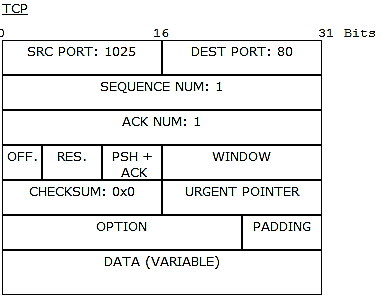 TCP
0 16 31 Bits
SRC PORT: 1025 DEST PORT: 80
SEQUENCE NUM: 1
ACK NUM: 1
OFF. RES. PSH + ACK WINDOW
CHECKSUM: 0x0 URGENT POINTER
OPTION PADDING
DATA (VARIABLE)